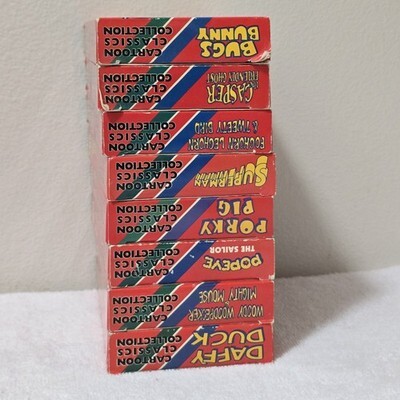 DAFFY
DUCK
CARTOON
CLASSICS
COLLECTION
WOODY WOODPECKER
MIGHTY MOUSE
CARTOON
CLASSICS
COLLECTION
POPEYE
THE SAILOR
CARTOON
CLASSICS
COLLECTION
PORKY
PIG
CARTOON
CLASSICS
COLLECTION
SUPERMAN
CARTOON
CLASSICS
COLLECTION
FOGHORN LEGHORN
& TWEETY BIRD
CARTOON
CLASSICS
COLLECTION
CASPER
FRIENDLY GHOST
CARTOON
CLASSICS
COLLECTION
BUGS
BUNNY
CARTOON
CLASSICS
COLLECTION